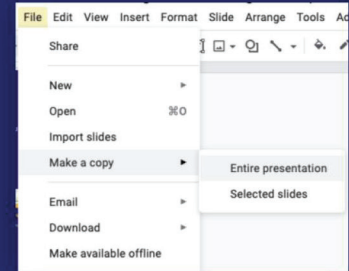 File Edit View Insert Format Slide Arrange Tools
Share
New
Open ⌘O
Import slides
Make a copy
Entire presentation
Selected slides
Email
Download
Make available offline